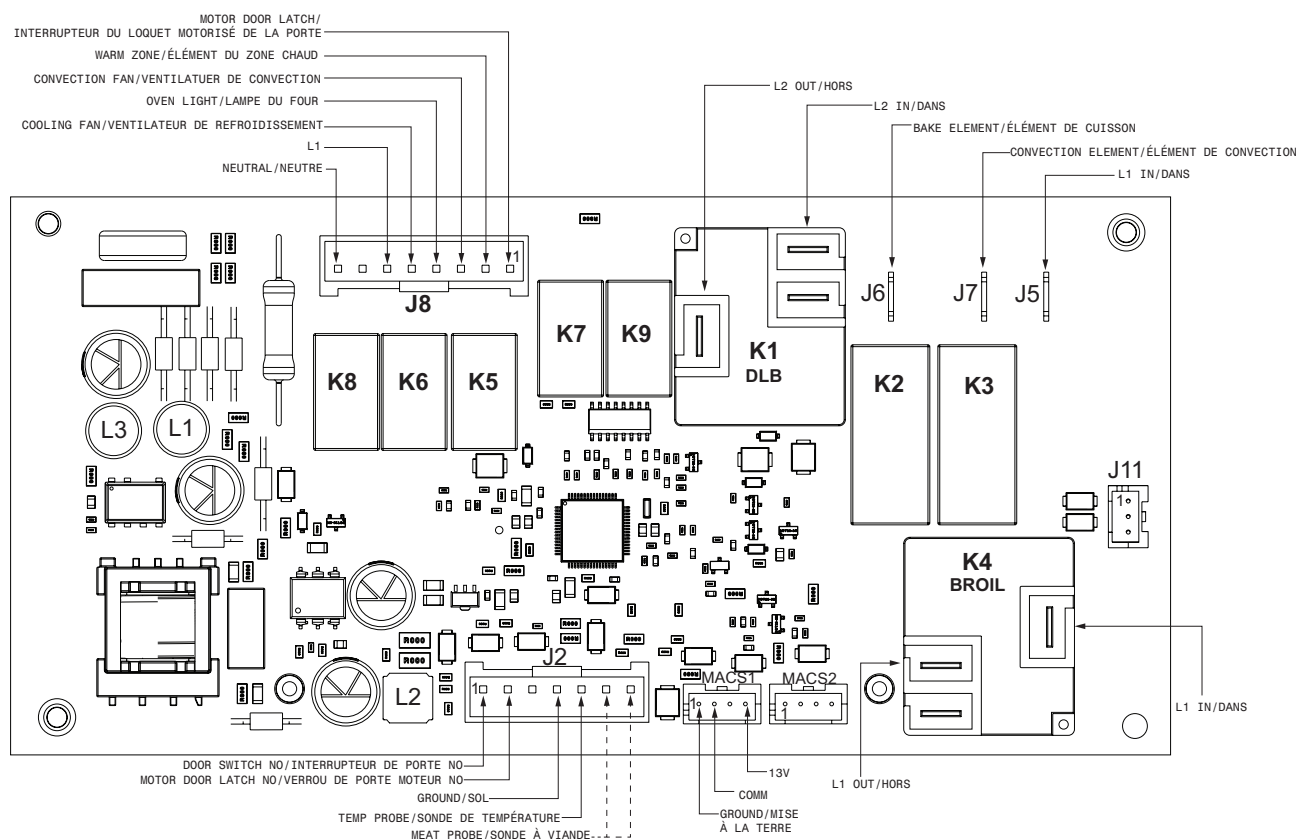 MOTOR DOOR LATCH/
INTERRUPTEUR DU LOQUET MOTORISÉ DE LA PORTE
WARM ZONE/ÉLÉMENT DU ZONE CHAUD
CONVECTION FAN/VENTILATUER DE CONVECTION
OVEN LIGHT/LAMPE DU FOUR
COOLING FAN/VENTILATEUR DE REFROIDISSEMENT
L1
NEUTRAL/NEUTRE
L2 OUT/HORS
L2 IN/DANS
BAKE ELEMENT/ÉLÉMENT DE CUISSON
CONVECTION ELEMENT/ÉLÉMENT DE CONVECTION
L1 IN/DANS
1
J8
J6
J7
J5
K7
K9
K1
DLB
K8
K6
K5
K2
K3
L3
L1
J11
1
K4
BROIL
R000
R000
J2
1
L2
MACS1
1
MACS2
1
L1 IN/DANS
L1 OUT/HORS
DOOR SWITCH NO/INTERRUPTEUR DE PORTE NO
MOTOR DOOR LATCH NO/VERROU DE PORTE MOTEUR NO
GROUND/SOL
TEMP PROBE/SONDE DE TEMPÉRATURE
MEAT PROBE/SONDE À VIANDE
13V
COMM
GROUND/MISE
À LA TERRE